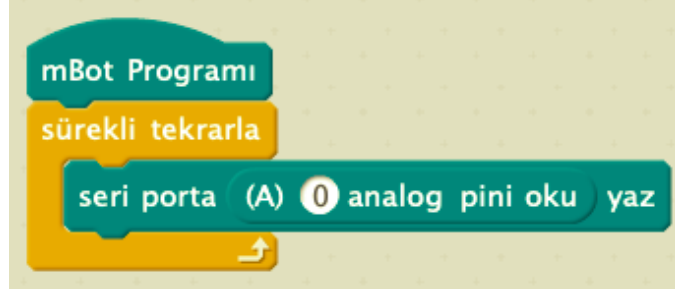 mBot Programı
sürekli tekrarla
seri porta (A) 0 analog pini oku yaz